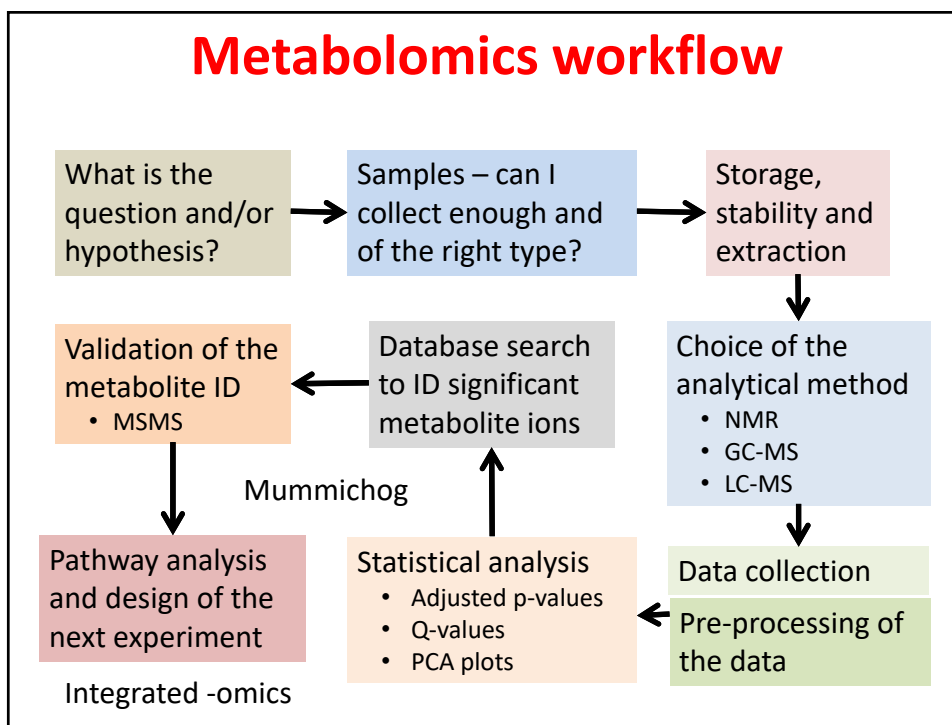 Metabolomics workflow
What is the
question and/or
hypothesis?
Samples – can I
collect enough and
of the right type?
Storage,
stability and
extraction
Choice of the
analytical method
• NMR
• GC-MS
• LC-MS
Data collection
Pre-processing of
the data
Statistical analysis
• Adjusted p-values
• Q-values
• PCA plots
Database search
to ID significant
metabolite ions
Mummichog
Validation of the
metabolite ID
• MSMS
Pathway analysis
and design of the
next experiment
Integrated -omics